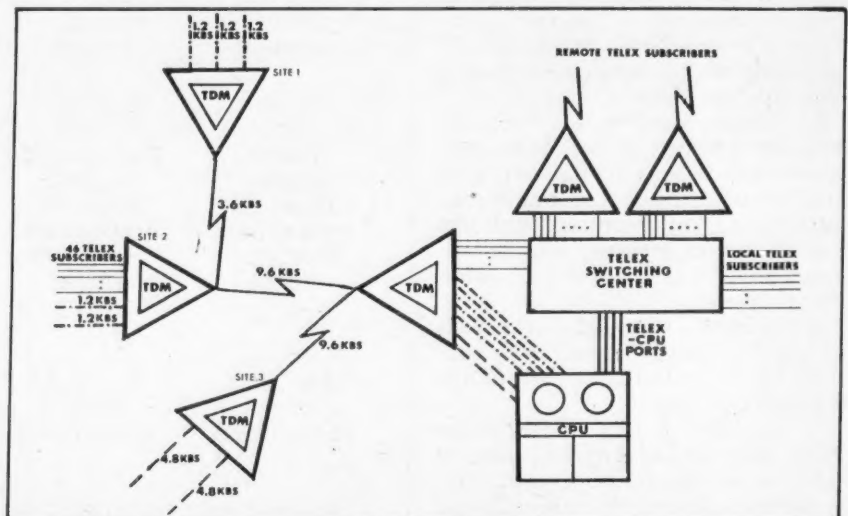 1.2 1.2 1.2
KBS KBS KBS
SITE 1
TDM
REMOTE TELEX SUBSCRIBERS
TDM
TDM
3.6 KBS
SITE 2
46 TELEX
SUBSCRIBERS
TDM
1.2 KBS
1.2 KBS
9.6 KBS
TDM
TELEX
SWITCHING
CENTER
LOCAL TELEX
SUBSCRIBERS
9.6 KBS
TELEX
-CPU
PORTS
SITE 3
TDM
4.8 KBS
4.8 KBS
CPU